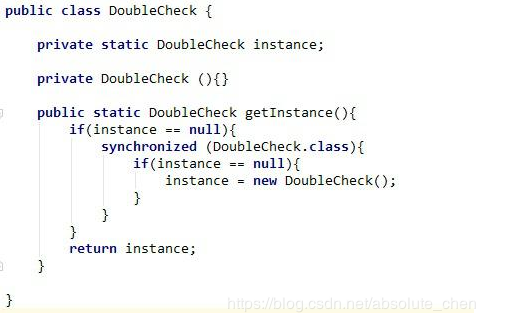 public class DoubleCheck {
private static DoubleCheck instance;
private DoubleCheck (){}
public static DoubleCheck getInstance(){
if(instance == null){
synchronized (DoubleCheck.class){
if(instance == null){
instance = new DoubleCheck();
}
}
}
return instance;
}
}
https://blog.csdn.net/absolute_chen